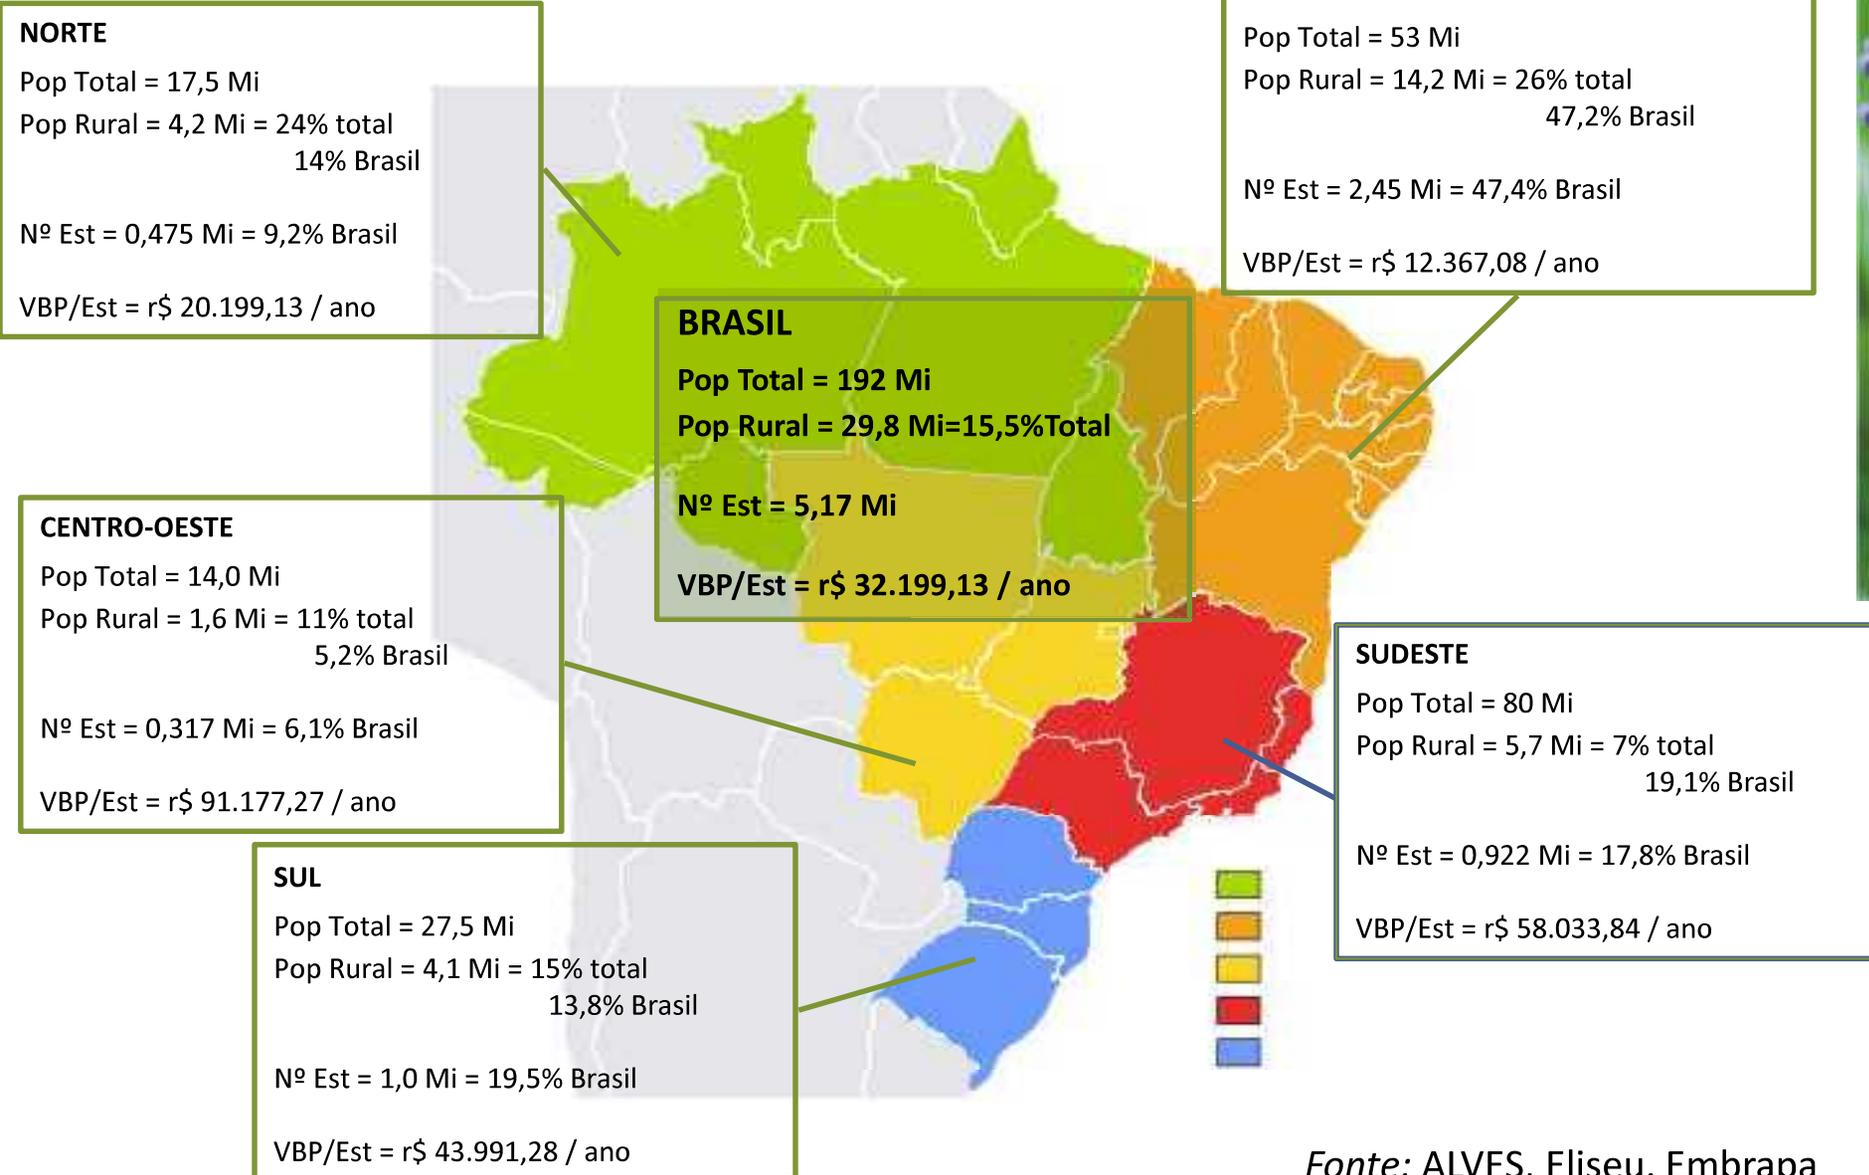 NORTE
Pop Total = 17,5 Mi
Pop Rural = 4,2 Mi = 24% total
14% Brasil
Nº Est = 0,475 Mi = 9,2% Brasil
VBP/Est = r$ 20.199,13 / ano
Pop Total = 53 Mi
Pop Rural = 14,2 Mi = 26% total
47,2% Brasil
Nº Est = 2,45 Mi = 47,4% Brasil
VBP/Est = r$ 12.367,08 / ano
BRASIL
Pop Total = 192 Mi
Pop Rural = 29,8 Mi=15,5%Total
Nº Est = 5,17 Mi
VBP/Est = r$ 32.199,13 / ano
CENTRO-OESTE
Pop Total = 14,0 Mi
Pop Rural = 1,6 Mi = 11% total
5,2% Brasil
Nº Est = 0,317 Mi = 6,1% Brasil
VBP/Est = r$ 91.177,27 / ano
SUDESTE
Pop Total = 80 Mi
Pop Rural = 5,7 Mi = 7% total
19,1% Brasil
Nº Est = 0,922 Mi = 17,8% Brasil
VBP/Est = r$ 58.033,84 / ano
SUL
Pop Total = 27,5 Mi
Pop Rural = 4,1 Mi = 15% total
13,8% Brasil
Nº Est = 1,0 Mi = 19,5% Brasil
VBP/Est = r$ 43.991,28 / ano
Fonte: ALVES, Eliseu, Embrapa